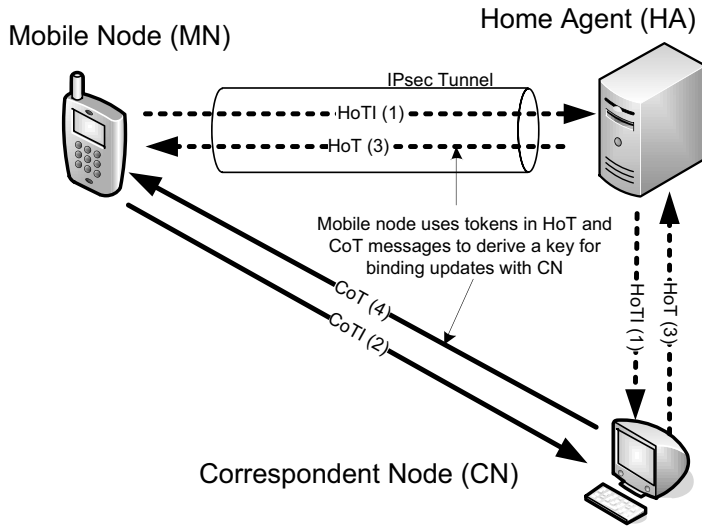 Home Agent (HA)
Mobile Node (MN)
IPsec Tunnel
HoTI (1)
HoT (3)
Mobile node uses tokens in HoT and
CoT messages to derive a key for
binding updates with CN
CoT (4)
CoTI (2)
HoTI (1)
HoT (3)
Correspondent Node (CN)